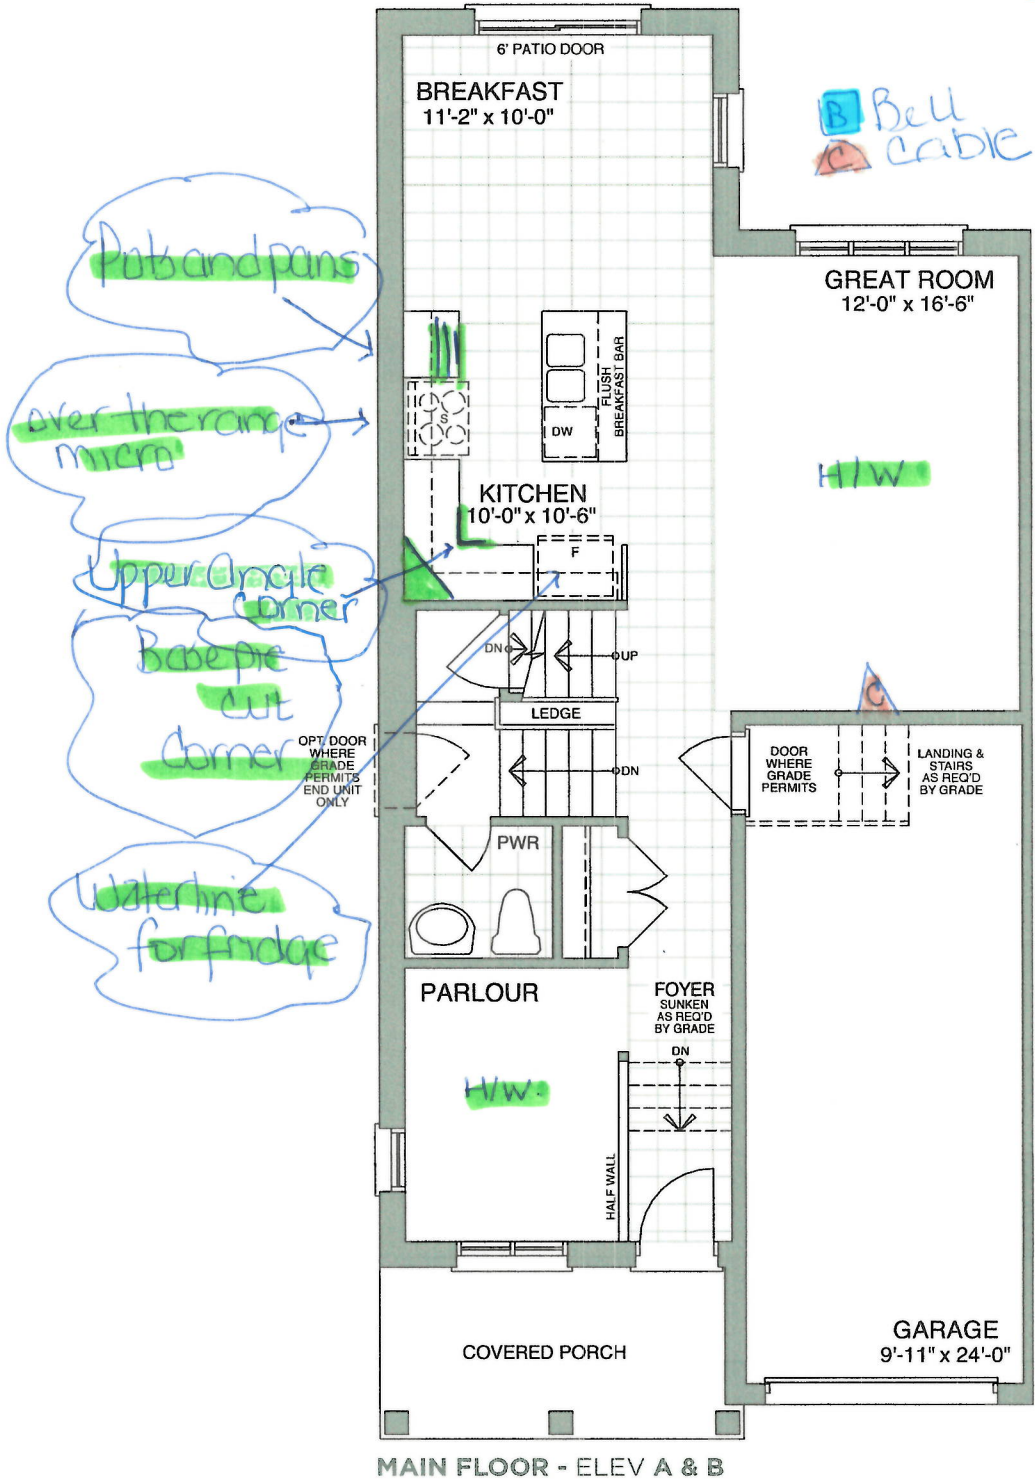 6' PATIO DOOR
BREAKFAST
11'-2" x 10'-0"
B Bell
C Cable
Pots and pans
GREAT ROOM
12'-0" x 16'-6"
over the range
micro
S
FLUSH
BREAKFAST BAR
DW
H/W
KITCHEN
10'-0" x 10'-6"
F
Upper angle
corner
Base pie
cut
Corner
DN
UP
LEDGE
C
OPT. DOOR
WHERE
GRADE
PERMITS
END UNIT
ONLY
DN
DOOR
WHERE
GRADE
PERMITS
LANDING &
STAIRS
AS REQ'D
BY GRADE
PWR
Waterline
for fridge
PARLOUR
FOYER
SUNKEN
AS REQ'D
BY GRADE
DN
H/W
HALF WALL
GARAGE
9'-11" x 24'-0"
COVERED PORCH
MAIN FLOOR - ELEV A & B